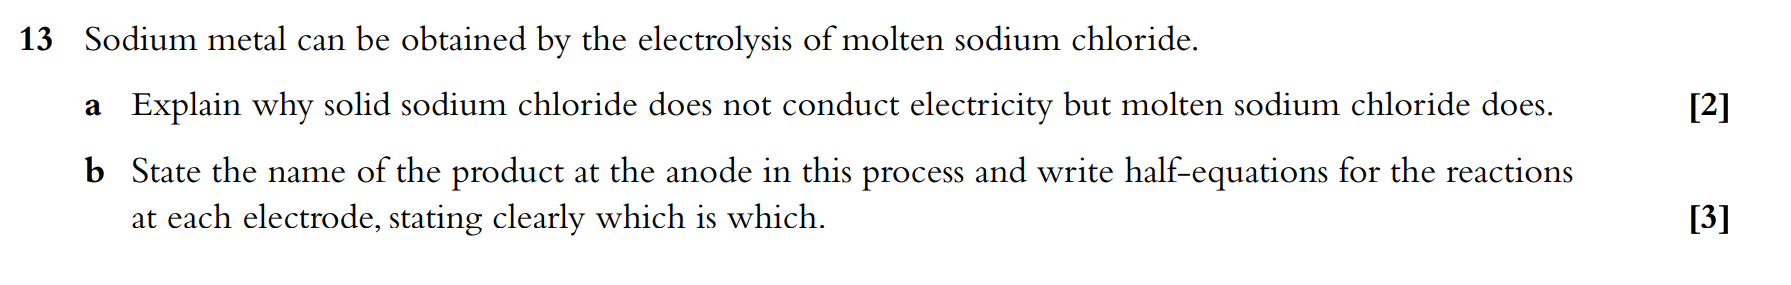 13 Sodium metal can be obtained by the electrolysis of molten sodium chloride.
a Explain why solid sodium chloride does not conduct electricity but molten sodium chloride does. [2]
b State the name of the product at the anode in this process and write half-equations for the reactions
at each electrode, stating clearly which is which. [3]